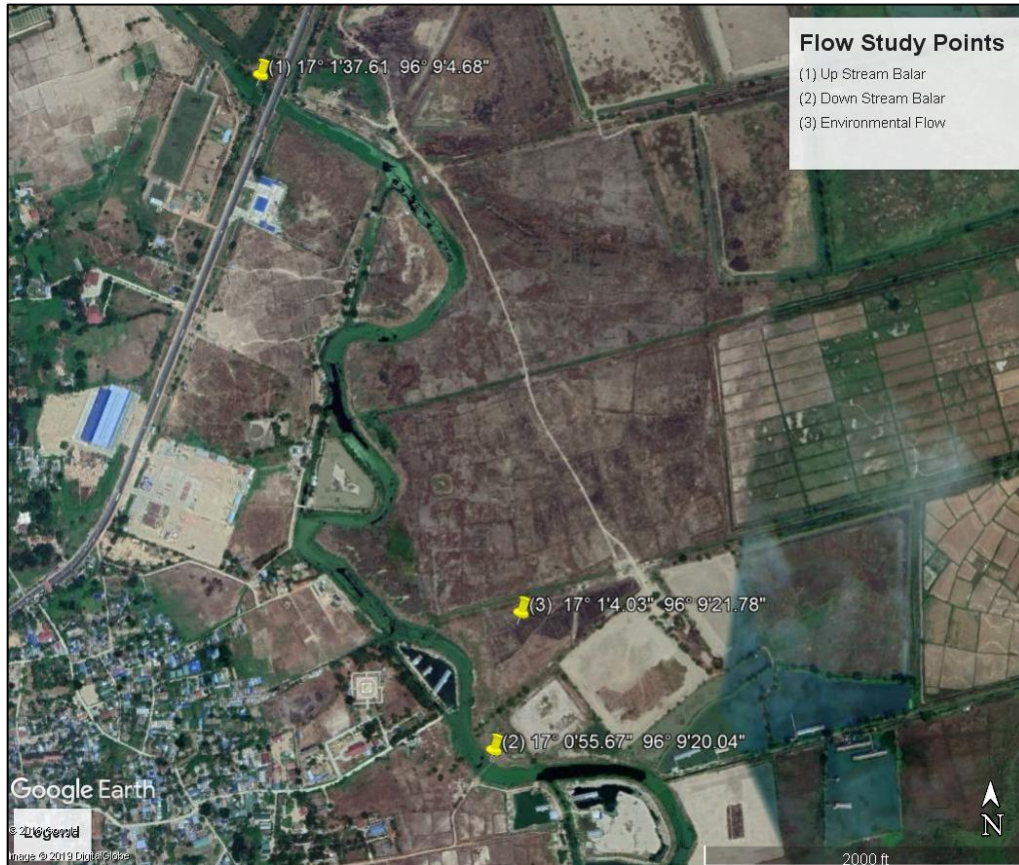 Flow Study Points
(1) Up Stream Balar
(2) Down Stream Balar
(3) Environmental Flow
(1) 17° 1'37.61 96° 9'4.68"
(3) 17° 1'4.03" 96° 9'21.78"
(2) 17° 0'55.67" 96° 9'20.04"
Google Earth
Legend
Image © 2019 DigitalGlobe
2000 ft
N